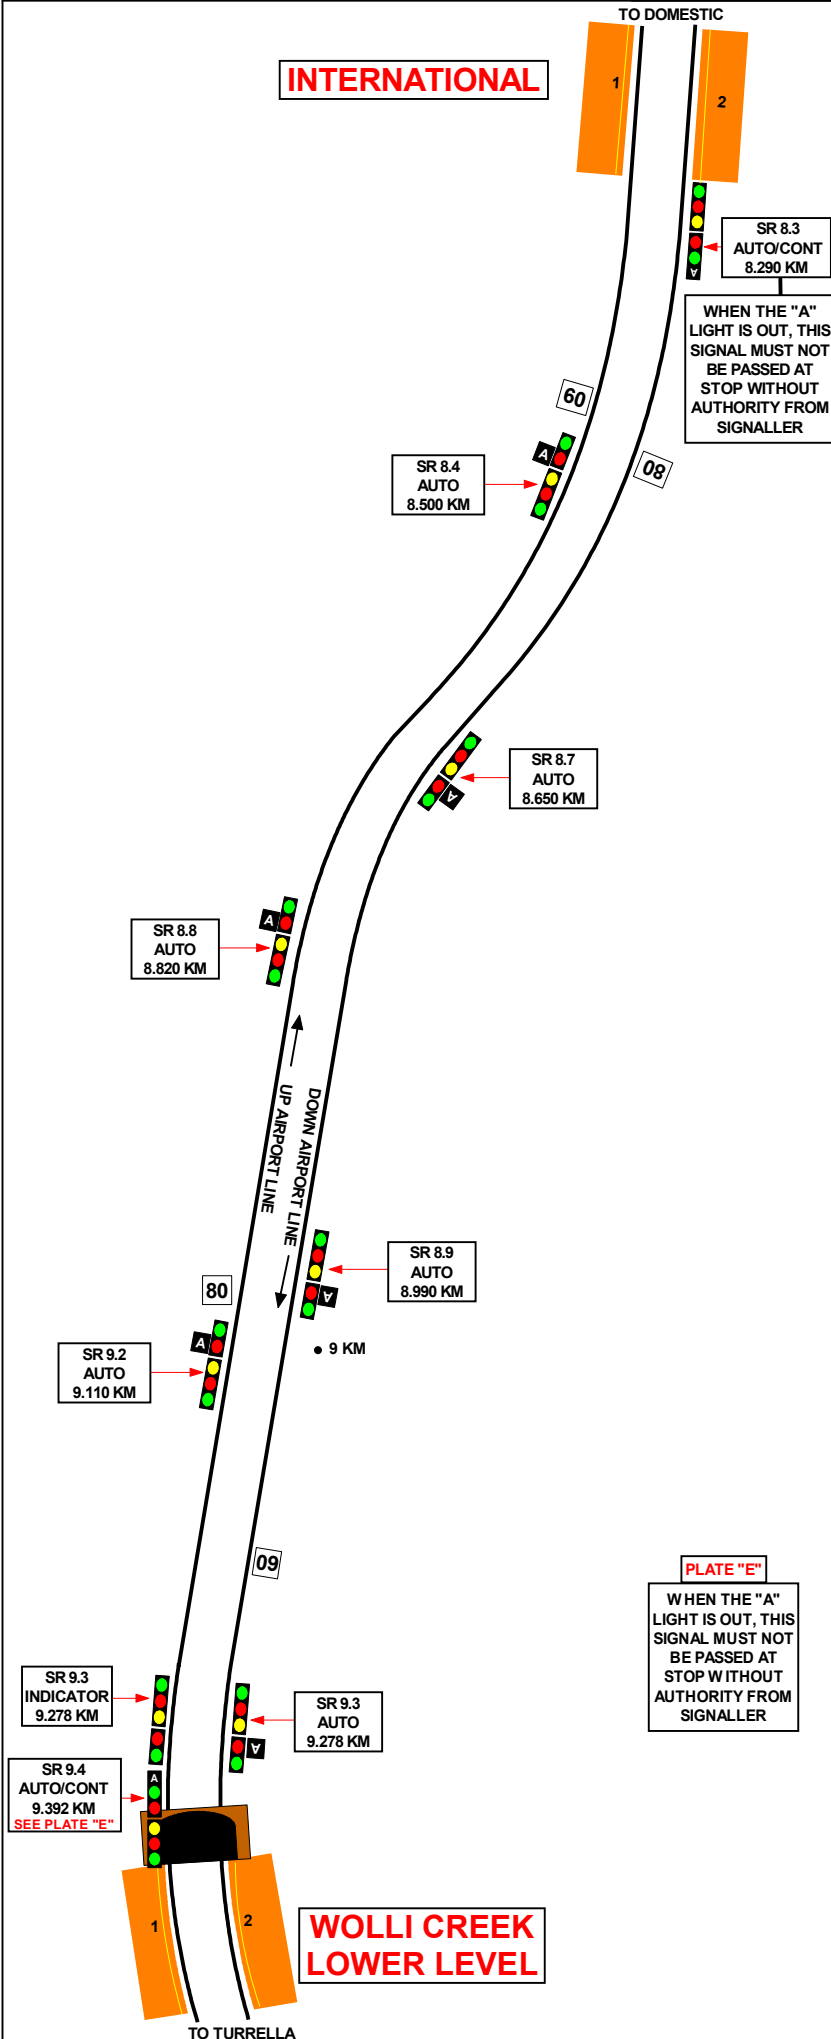 TO DOMESTIC
INTERNATIONAL
1
2
SR 8.3
AUTO/CONT
8.290 KM
A
WHEN THE "A"
LIGHT IS OUT, THIS
SIGNAL MUST NOT
BE PASSED AT
STOP WITHOUT
AUTHORITY FROM
SIGNALLER
60
A
SR 8.4
AUTO
8.500 KM
80
SR 8.7
AUTO
8.650 KM
A
A
SR 8.8
AUTO
8.820 KM
UP AIRPORT LINE
DOWN AIRPORT LINE
SR 8.9
AUTO
8.990 KM
A
80
9 KM
A
SR 9.2
AUTO
9.110 KM
60
PLATE "E"
WHEN THE "A"
LIGHT IS OUT, THIS
SIGNAL MUST NOT
BE PASSED AT
STOP WITHOUT
AUTHORITY FROM
SIGNALLER
SR 9.3
INDICATOR
9.278 KM
SR 9.3
AUTO
9.278 KM
A
SR 9.4
AUTO/CONT
9.392 KM
SEE PLATE "E"
A
1
2
WOLLI CREEK
LOWER LEVEL
TO TURRELLA